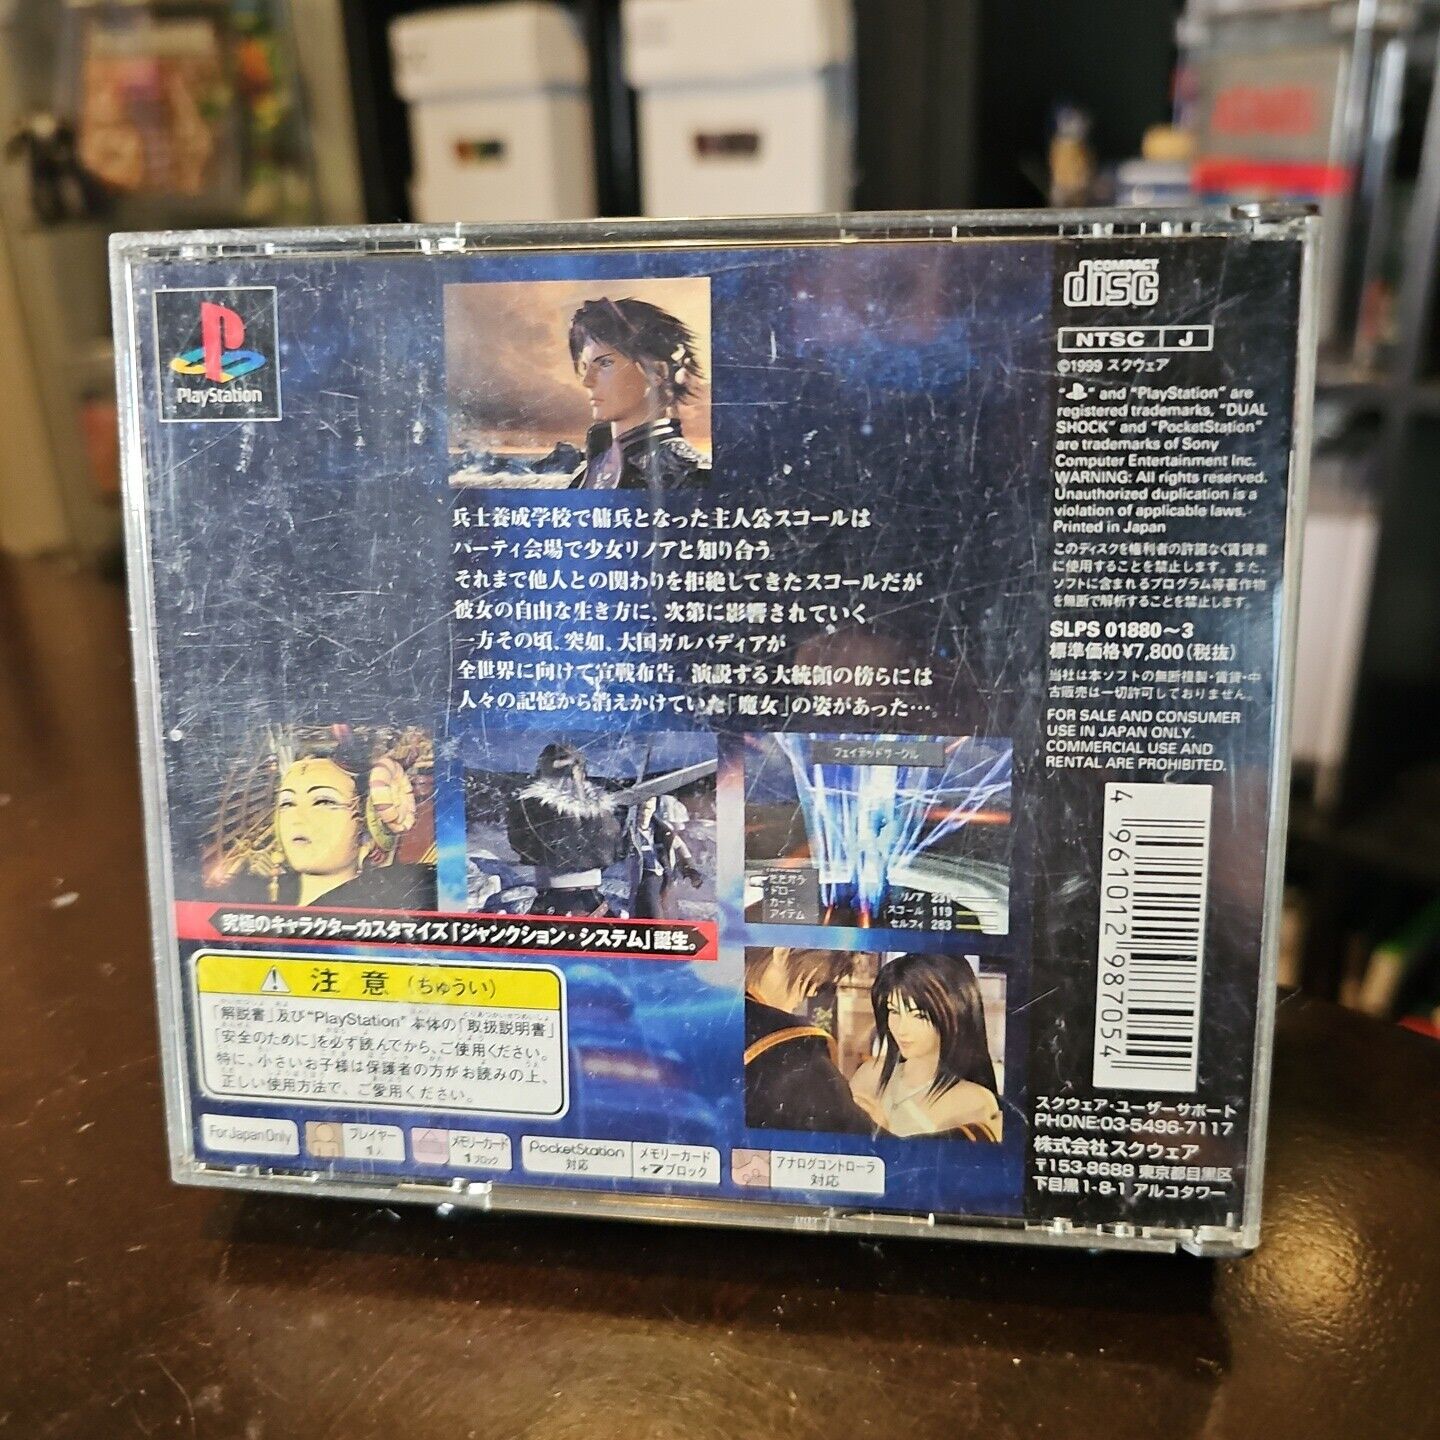 PlayStation
兵士養成学校で傭兵となった主人公スコールは
パーティ会場で少女リノアと知り合う。
それまで他人との関わりを拒絶してきたスコールだが
彼女の自由な生き方に、次第に影響されていく。
一方その頃、突如、大国ガルバディアが
全世界に向けて宣戦布告。演説する大統領の傍らには
人々の記憶から消えかけていた「魔女」の姿があった…。
フェイテッドサークル
たたかう
ドロー
カード
アイテム
リノア 231
スコール 119
セルフィ 283
究極のキャラクターカスタマイズ「ジャンクション・システム」誕生。
注意(ちゅうい)
「解説書」及び"PlayStation"本体の「取扱説明書」
「安全のために」を必ず読んでから、ご使用ください。
特に、小さいお子様は保護者の方がお読みの上、
正しい使用方法で、ご愛用ください。
For Japan Only
プレイヤー
1人
メモリーカード
1ブロック
PocketStation
対応
メモリーカード
+7ブロック
アナログコントローラ
対応
COMPACT
disc
NTSC J
©1999 スクウェア
" " and "PlayStation" are
registered trademarks, "DUAL
SHOCK" and "PocketStation"
are trademarks of Sony
Computer Entertainment Inc.
WARNING: All rights reserved.
Unauthorized duplication is a
violation of applicable laws.
Printed in Japan
このディスクを権利者の許諾なく賃貸業
に使用することを禁止します。また、
ソフトに含まれるプログラム等著作物
を無断で解析することを禁止します。
SLPS 01880～3
標準価格¥7,800(税抜)
当社は本ソフトの無断複製・賃貸・中
古販売は一切許可しておりません。
FOR SALE AND CONSUMER
USE IN JAPAN ONLY.
COMMERCIAL USE AND
RENTAL ARE PROHIBITED.
4 961012 987054
スクウェア・ユーザーサポート
PHONE:03-5496-7117
株式会社スクウェア
〒153-8688 東京都目黒区
下目黒1-8-1 アルコタワー